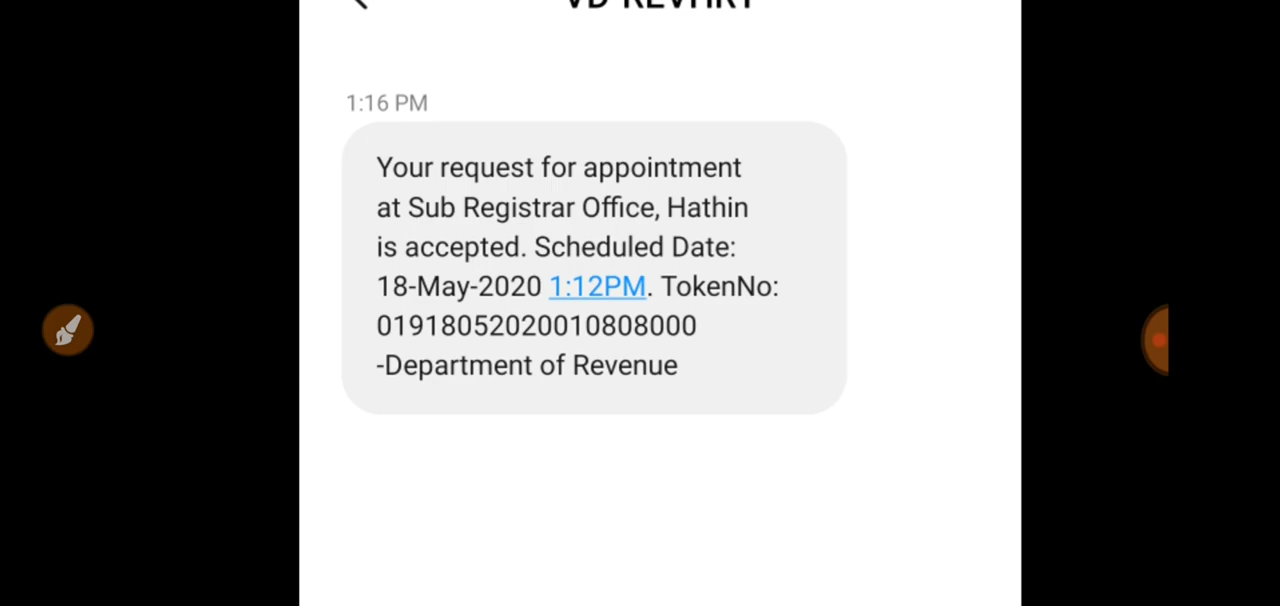 1:16 PM
Your request for appointment
at Sub Registrar Office, Hathin
is accepted. Scheduled Date:
18-May-2020 1:12PM. TokenNo:
01918052020010808000
-Department of Revenue